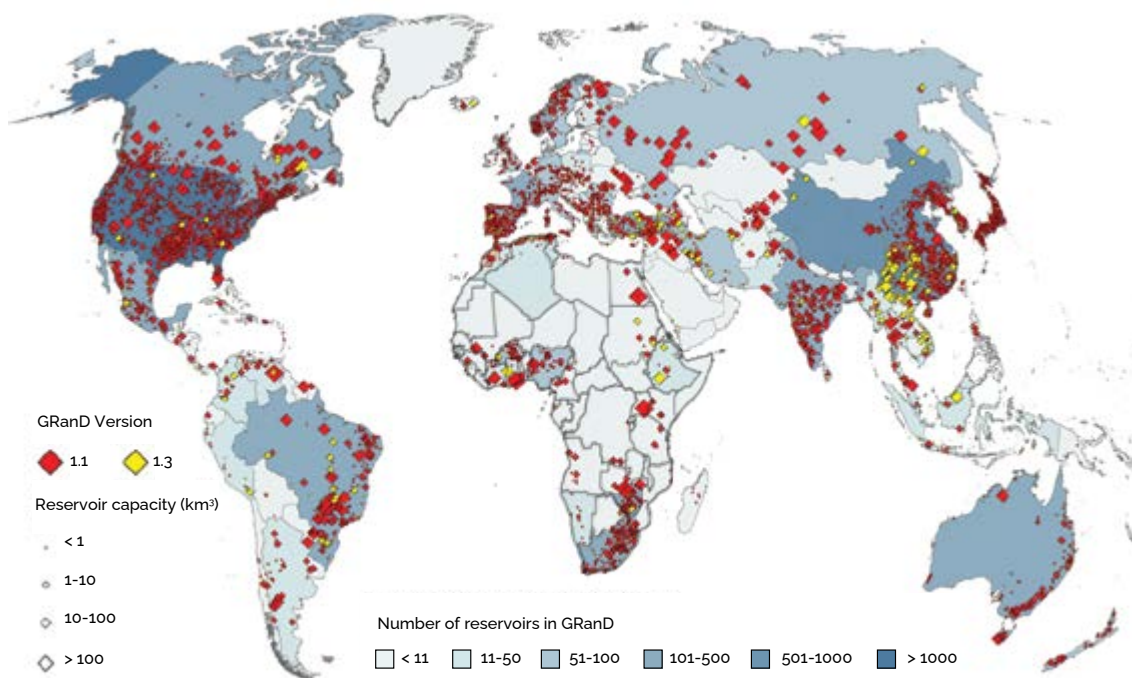 GRanD Version
1.1 1.3
Reservoir capacity (km³)
< 1
1-10
10-100
> 100
Number of reservoirs in GRanD
< 11 11-50 51-100 101-500 501-1000 > 1000